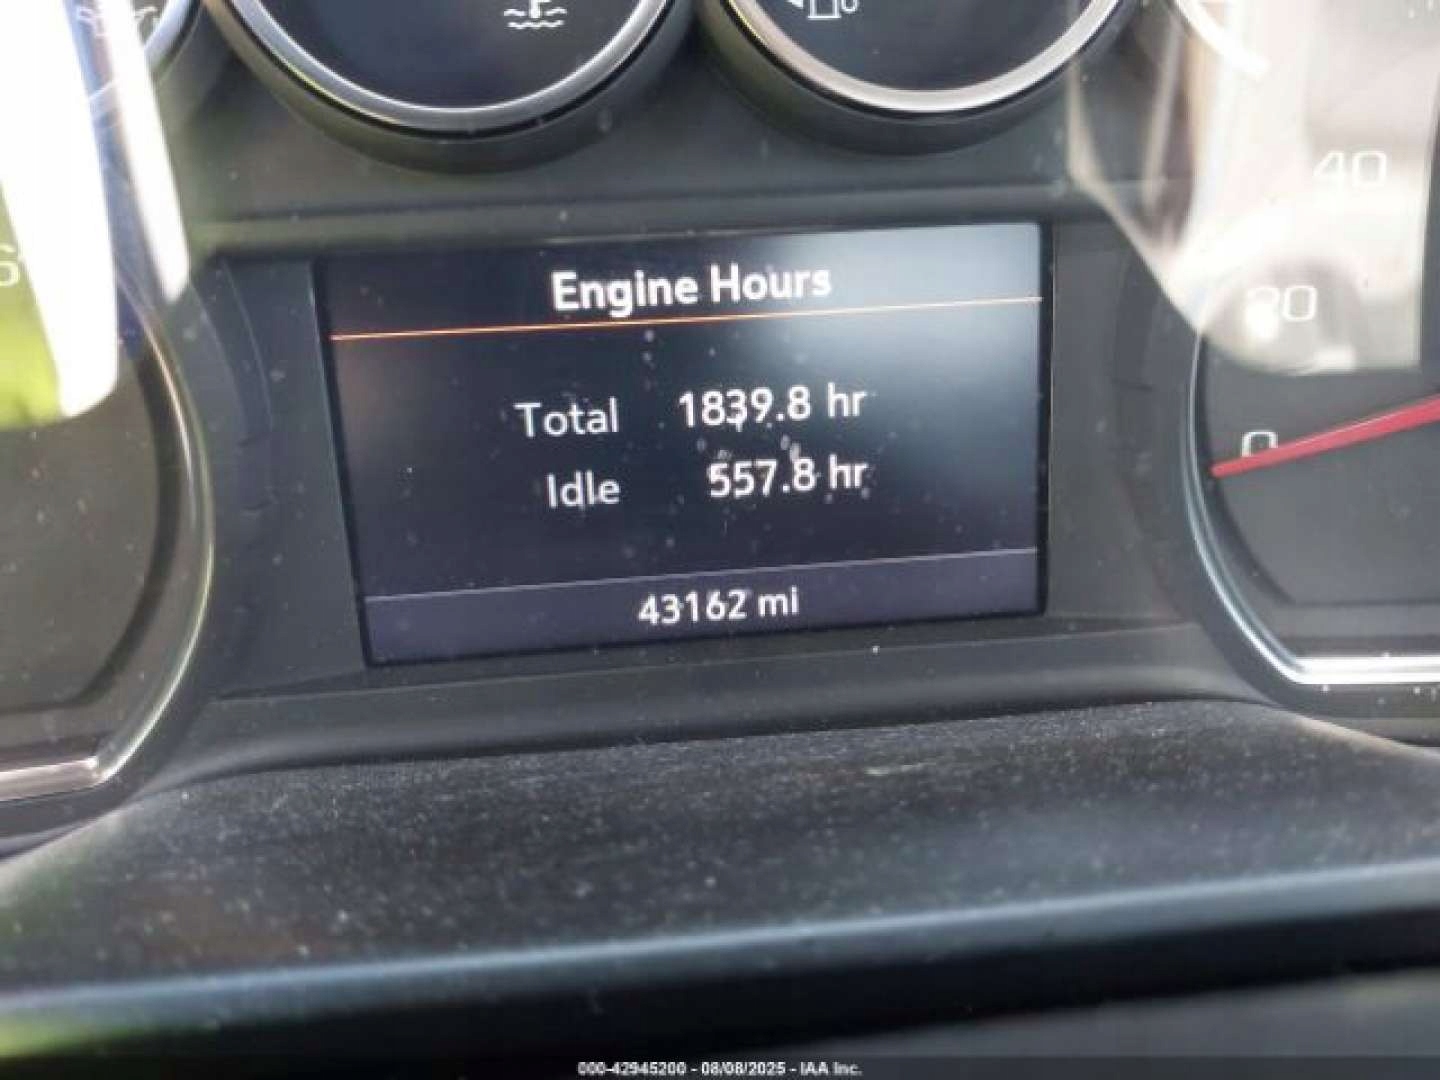 40
20
0
Engine Hours
Total 1839.8 hr
Idle 557.8 hr
43162 mi
000-42945200 - 08/08/2025 - IAA Inc.